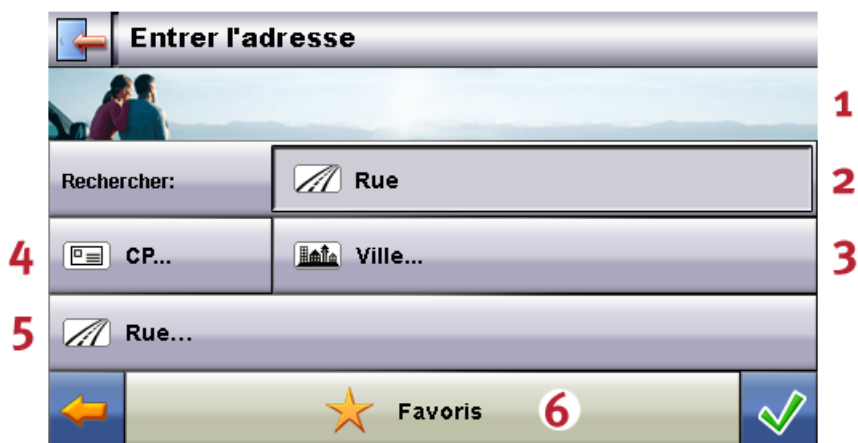 Entrer l'adresse
1
Rechercher: Rue 2
4 CP... Ville... 3
5 Rue...
Favoris 6